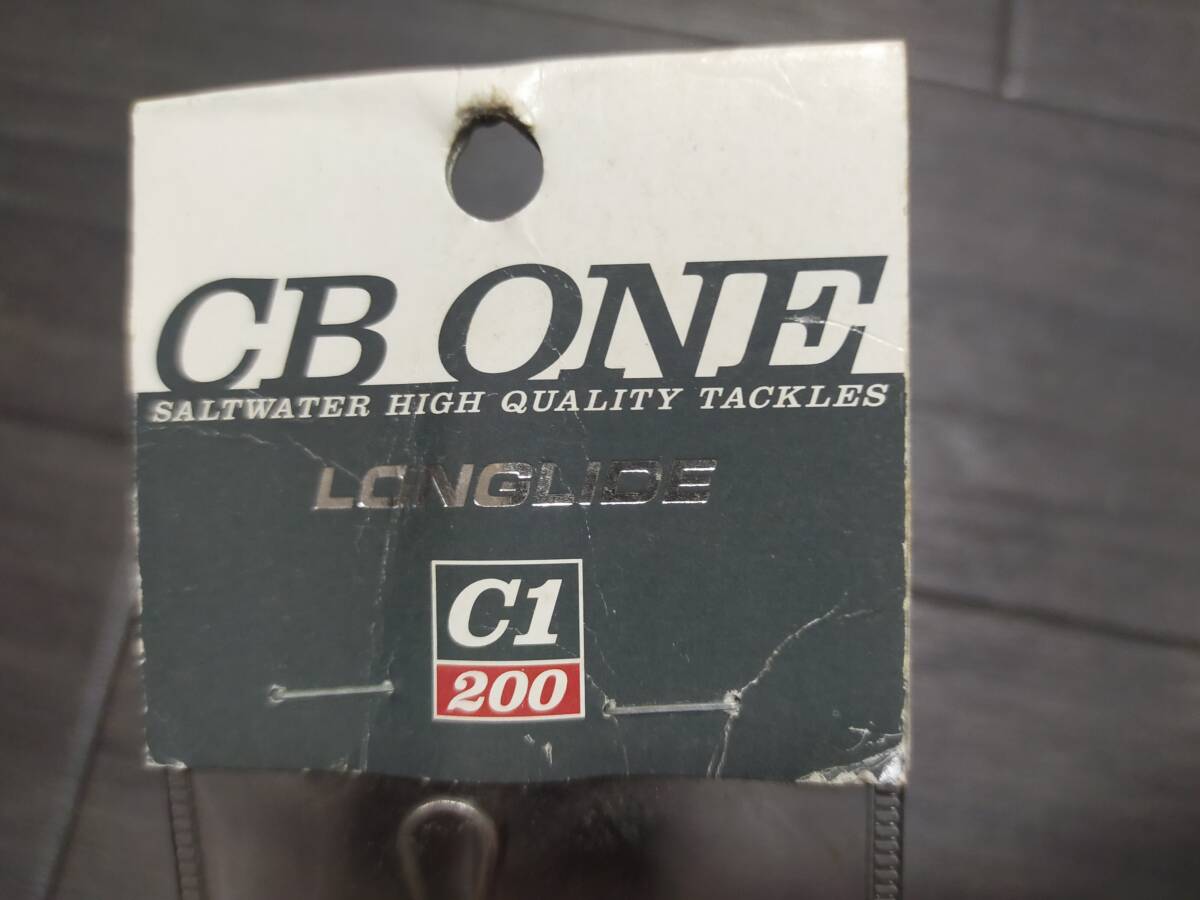 CB ONE
SALTWATER HIGH QUALITY TACKLES
LONGLIDE
C1
200